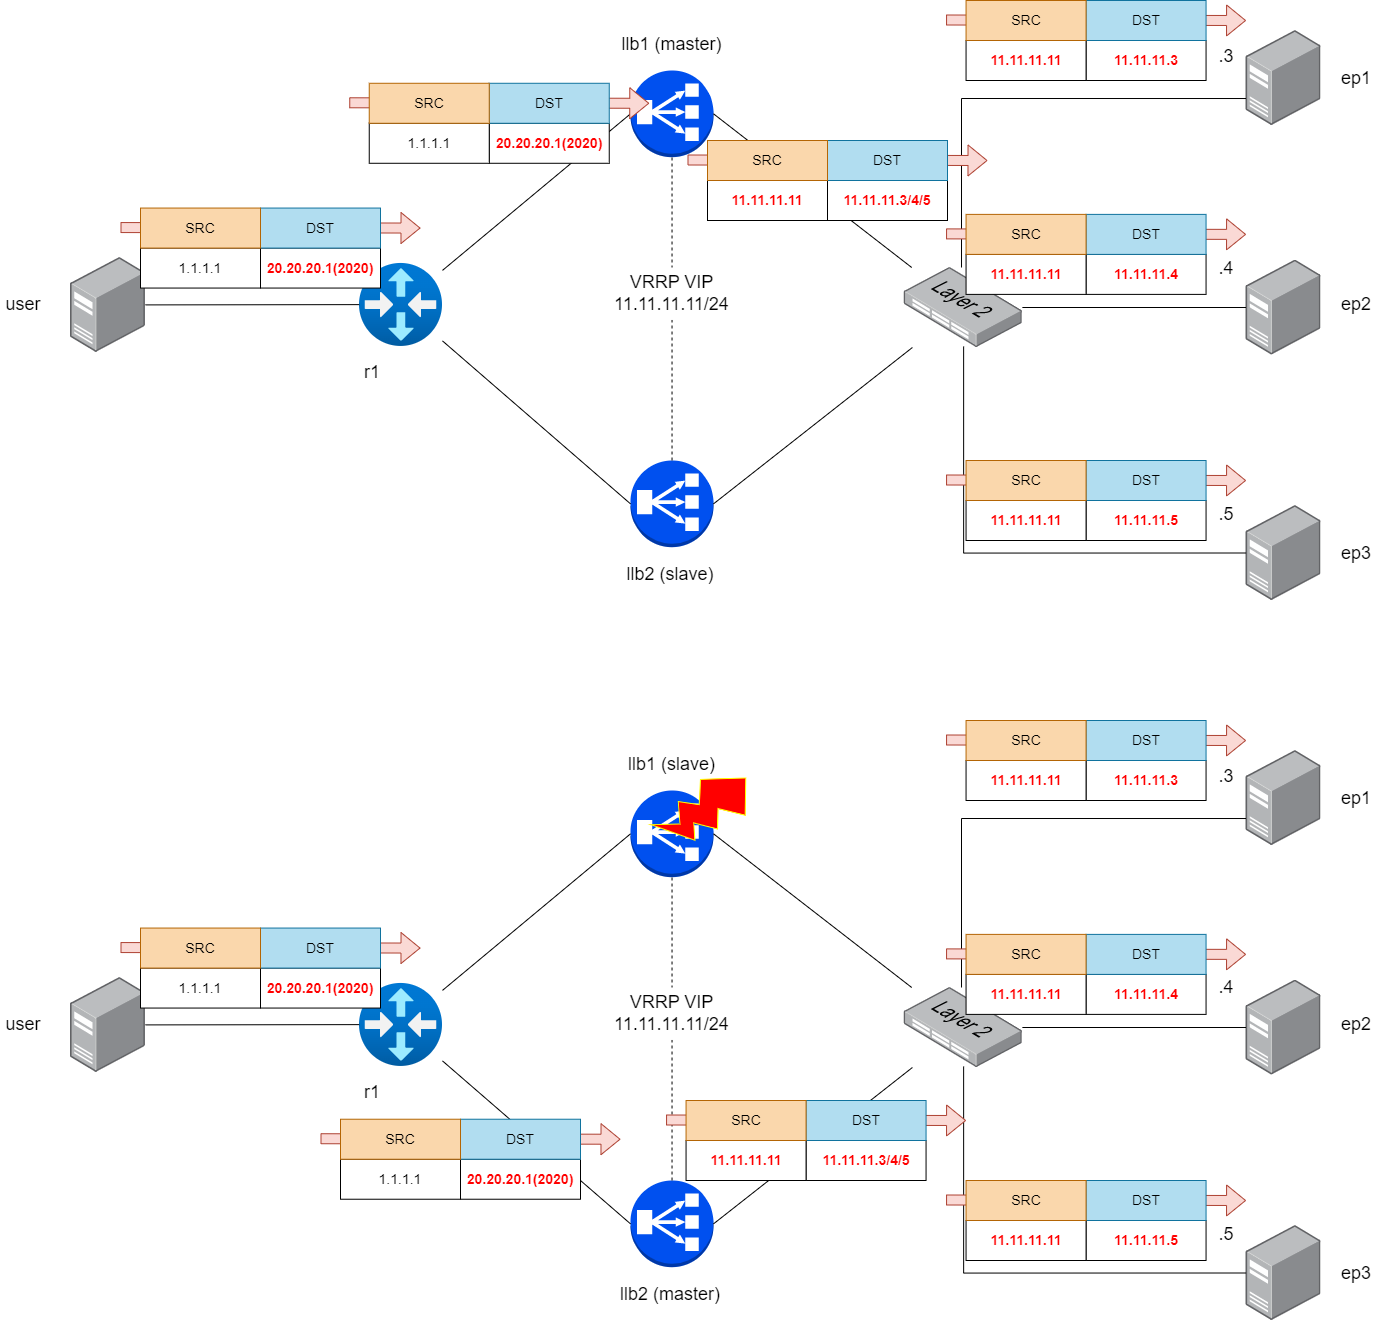 SRC DST
11.11.11.11 11.11.11.3
.3
ep1
llb1 (master)
SRC DST
1.1.1.1 20.20.20.1(2020)
SRC DST
11.11.11.11 11.11.11.3/4/5
SRC DST
1.1.1.1 20.20.20.1(2020)
user
r1
VRRP VIP
11.11.11.11/24
Layer 2
SRC DST
11.11.11.11 11.11.11.4
.4
ep2
SRC DST
11.11.11.11 11.11.11.5
.5
ep3
llb2 (slave)
SRC DST
11.11.11.11 11.11.11.3
.3
ep1
llb1 (slave)
SRC DST
1.1.1.1 20.20.20.1(2020)
user
r1
VRRP VIP
11.11.11.11/24
Layer 2
SRC DST
11.11.11.11 11.11.11.4
.4
ep2
SRC DST
1.1.1.1 20.20.20.1(2020)
SRC DST
11.11.11.11 11.11.11.3/4/5
SRC DST
11.11.11.11 11.11.11.5
.5
ep3
llb2 (master)